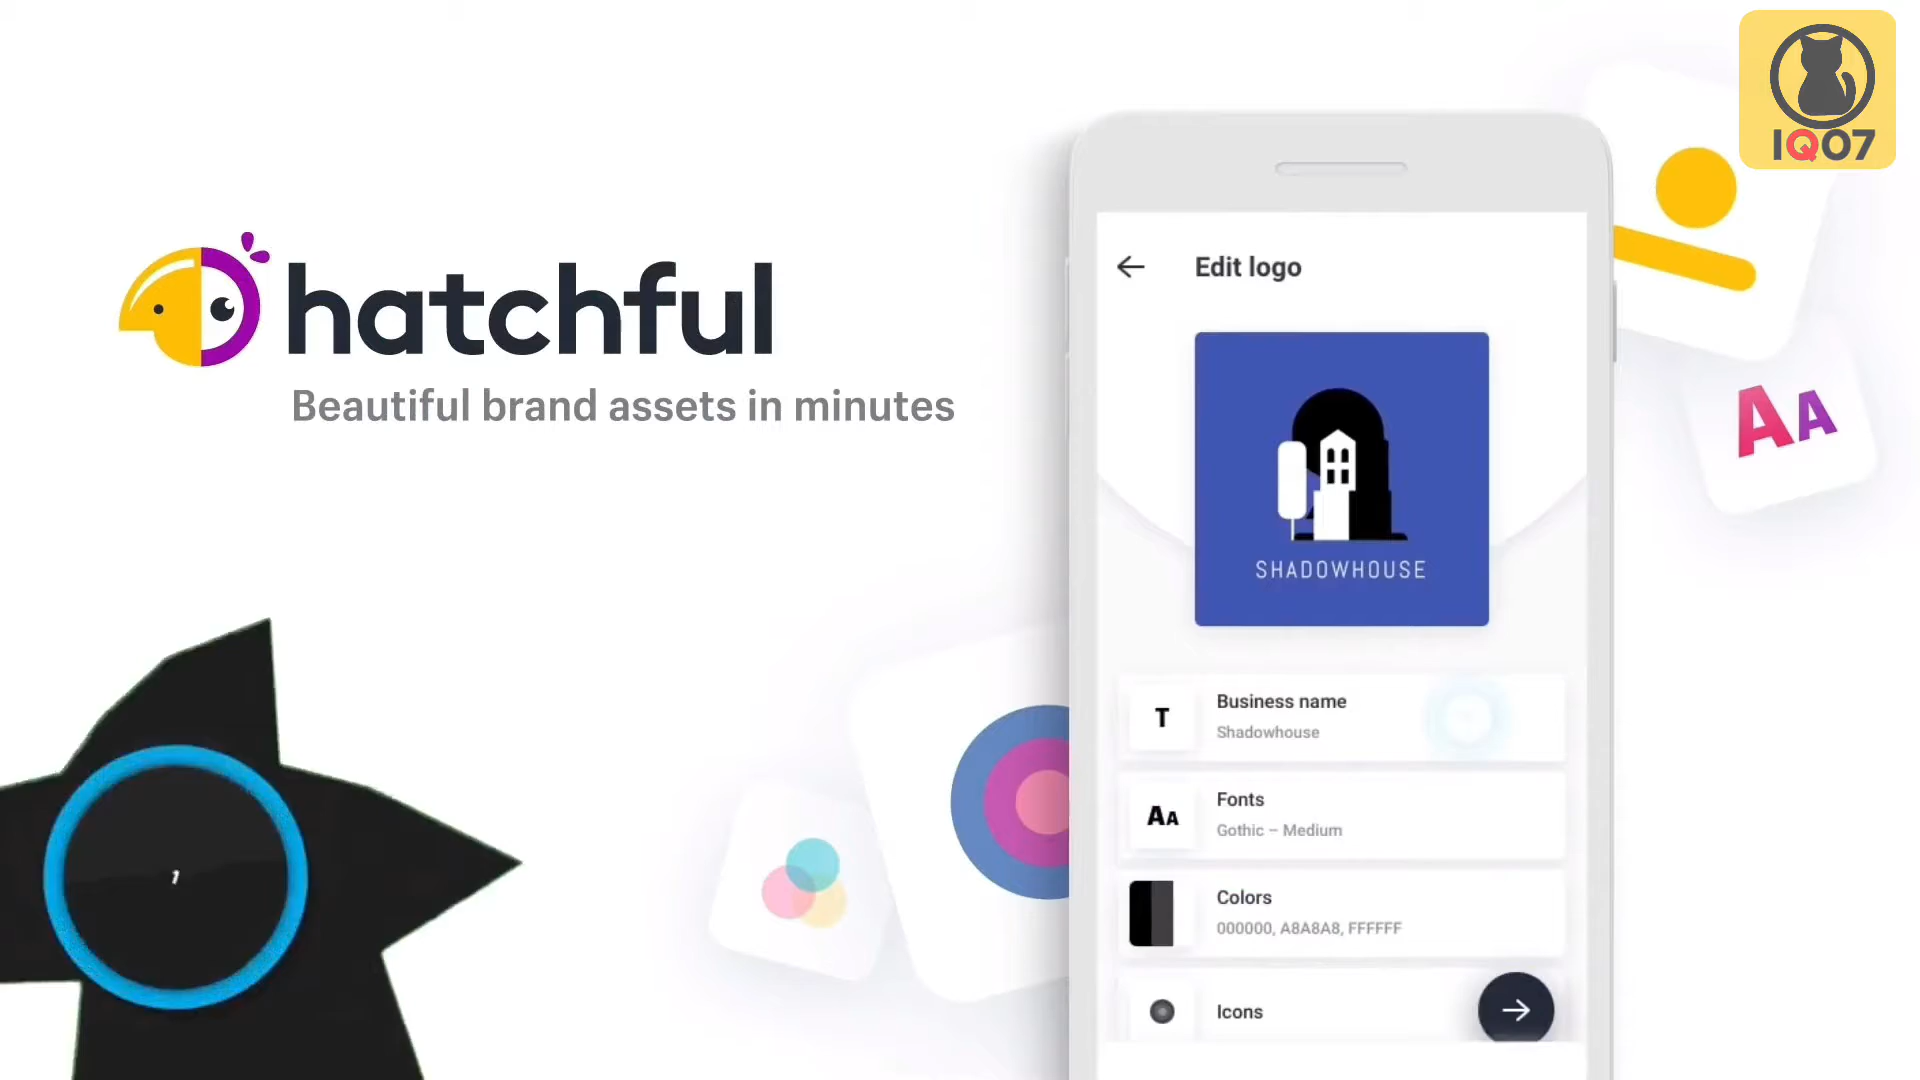 IQ07
hatchful
Beautiful brand assets in minutes
Edit logo
SHADOWHOUSE
T
Business name
Shadowhouse
AA
Fonts
Gothic – Medium
Colors
000000, A8A8A8, FFFFFF
Icons
AA
1